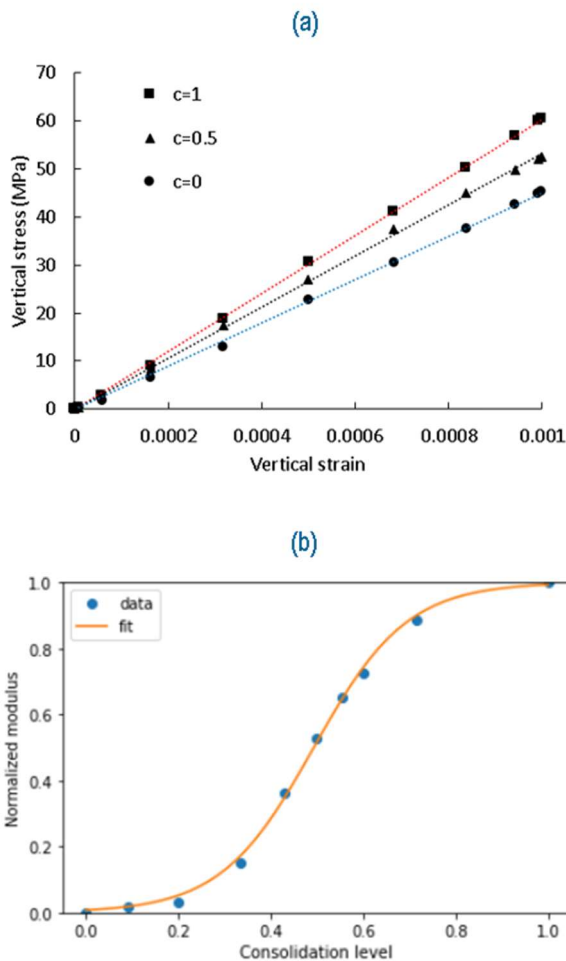 (a)
70
60
50
40
30
20
10
0
Vertical stress (MPa)
c=1
c=0.5
c=0
0 0.0002 0.0004 0.0006 0.0008 0.001
Vertical strain
(b)
1.0
0.8
0.6
0.4
0.2
0.0
Normalized modulus
data
fit
0.0 0.2 0.4 0.6 0.8 1.0
Consolidation level